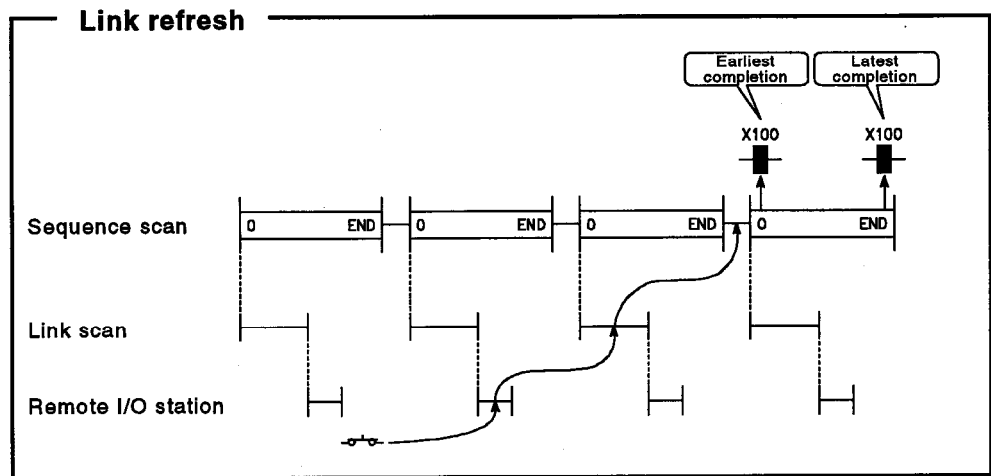 Link refresh
Earliest completion
Latest completion
X100
X100
Sequence scan
0 END 0 END 0 END 0 END
Link scan
Remote I/O station